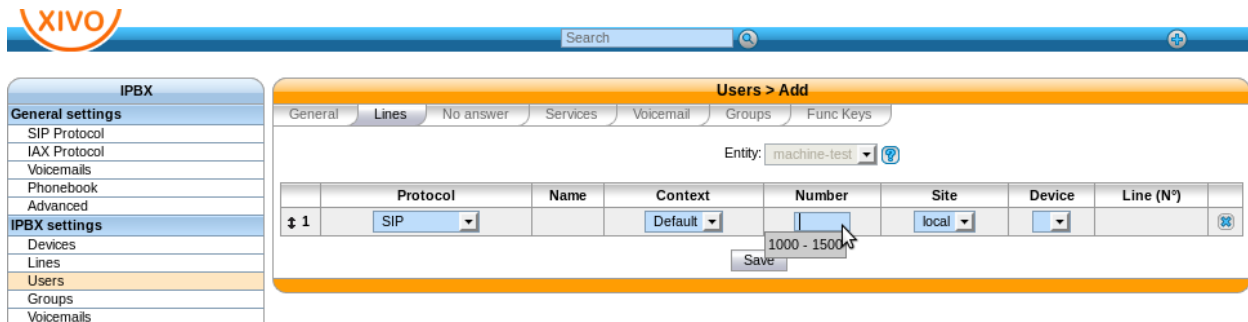 XIVO
Search
IPBX
General settings
SIP Protocol
IAX Protocol
Voicemails
Phonebook
Advanced
IPBX settings
Devices
Lines
Users
Groups
Voicemails
Users > Add
General Lines No answer Services Voicemail Groups Func Keys
Entity: machine-test
Protocol Name Context Number Site Device Line (N°)
1 SIP Default local
1000 - 1500
Save